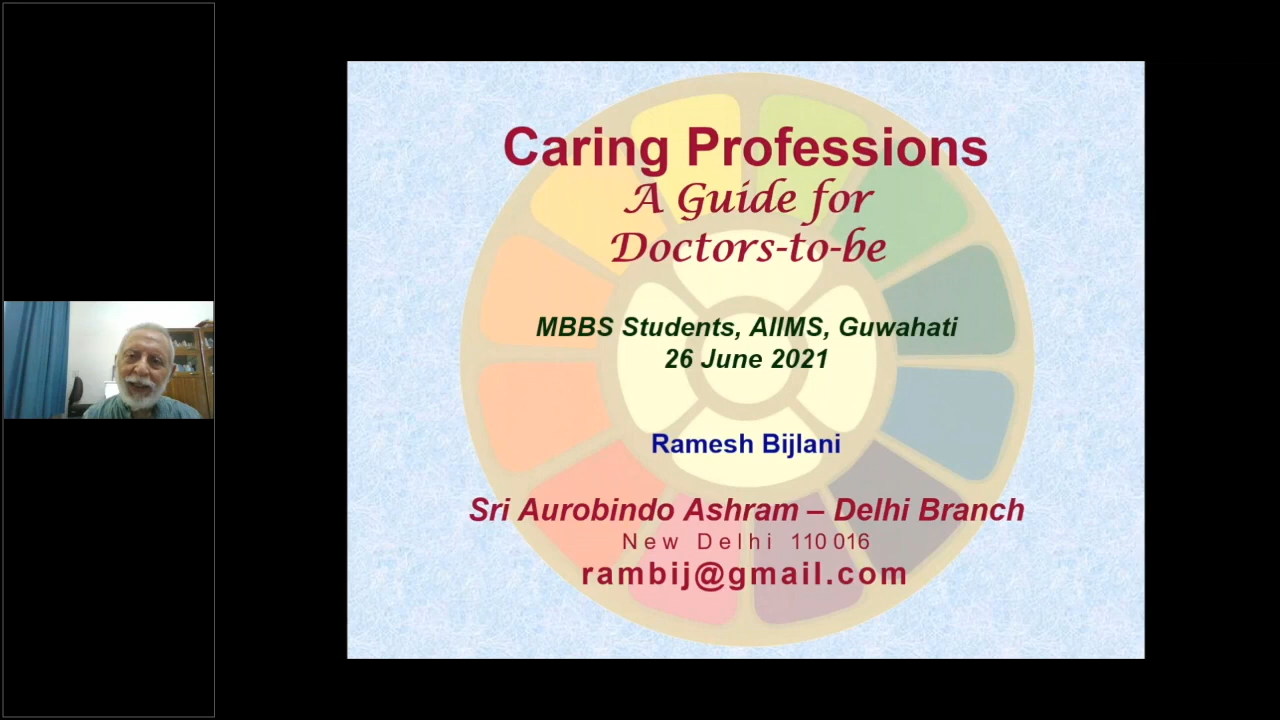 Caring Professions
A Guide for
Doctors-to-be
MBBS Students, AIIMS, Guwahati
26 June 2021
Ramesh Bijlani
Sri Aurobindo Ashram – Delhi Branch
New Delhi 110 016
rambij@gmail.com